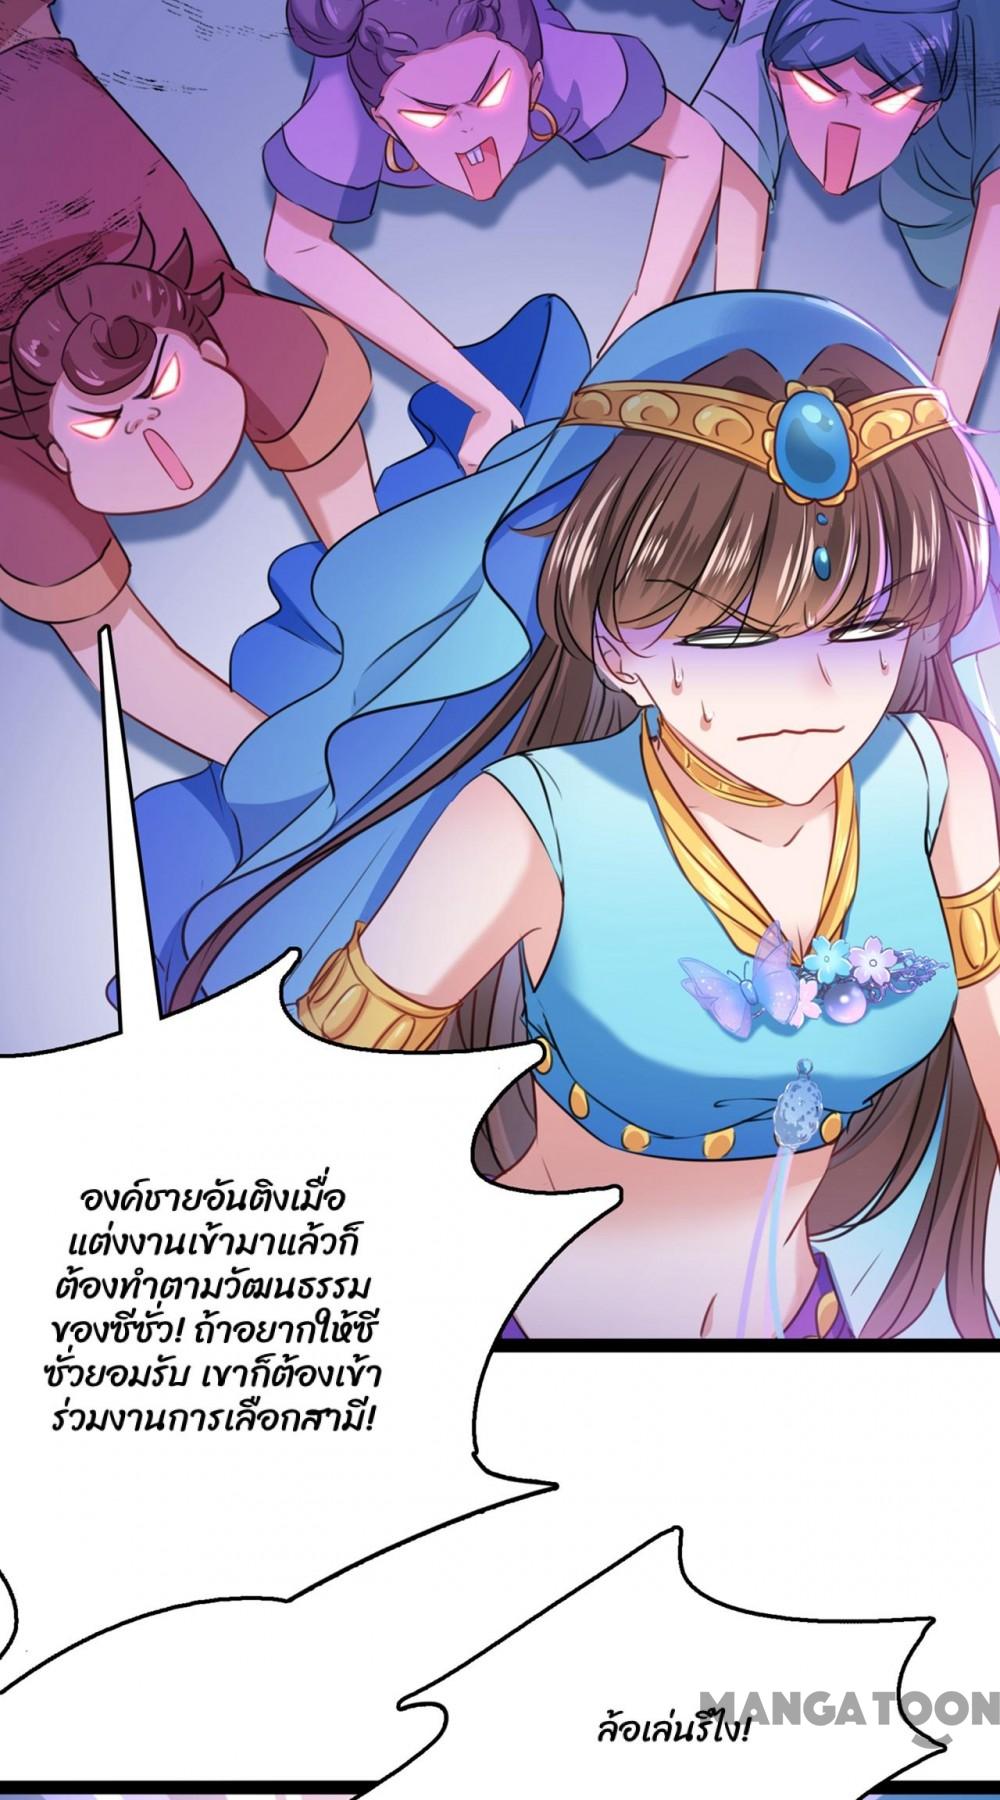 องค์ชายอันติงเมื่อ
แต่งงานเข้ามาแล้วก็
ต้องทำตามวัฒนธรรม
ของซีซั่ว! ถ้าอยากให้ซี
ซั่วยอมรับ เขาก็ต้องเข้า
ร่วมงานการเลือกสามี!
MANGATOON
ล้อเล่นรึไง!